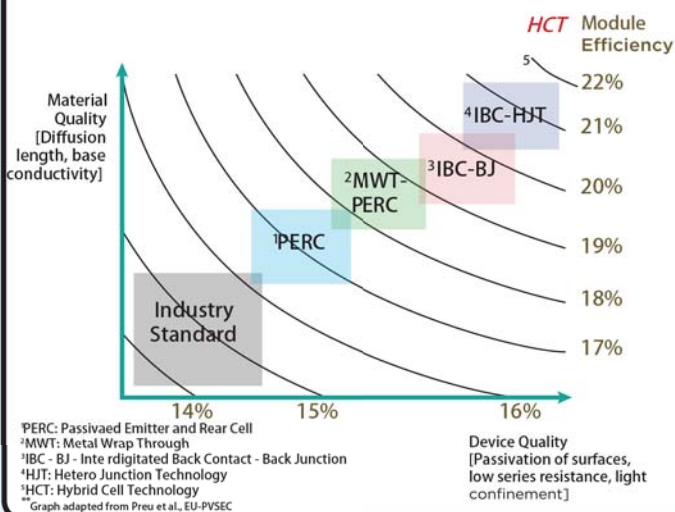 HCT Module
Efficiency
5
22%
Material
Quality
[Diffusion
length, base
conductivity]
⁴IBC-HJT
21%
³IBC-BJ
20%
²MWT-
PERC
19%
¹PERC
18%
Industry
Standard
17%
14% 15% 16%
¹PERC: Passivaed Emitter and Rear Cell
²MWT: Metal Wrap Through
³IBC - BJ - Inte rdigitated Back Contact - Back Junction
⁴HJT: Hetero Junction Technology
⁵HCT: Hybrid Cell Technology
**Graph adapted from Preu et al., EU-PVSEC
Device Quality
[Passivation of surfaces,
low series resistance, light
confinement]